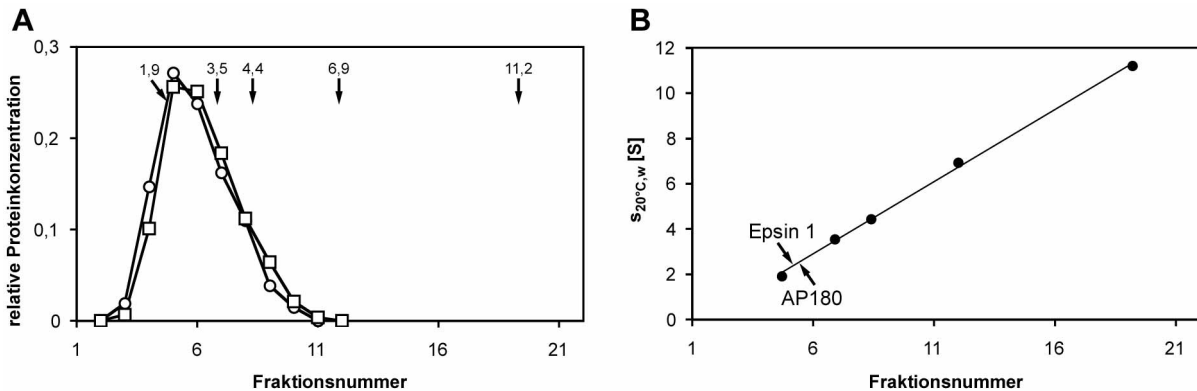 A
relative Proteinkonzentration
0,3
0,2
0,1
0
1,9
3,5
4,4
6,9
11,2
1 6 11 16 21
Fraktionsnummer
B
s20°C,w [S]
12
10
8
6
4
2
0
Epsin 1
AP180
1 6 11 16 21
Fraktionsnummer